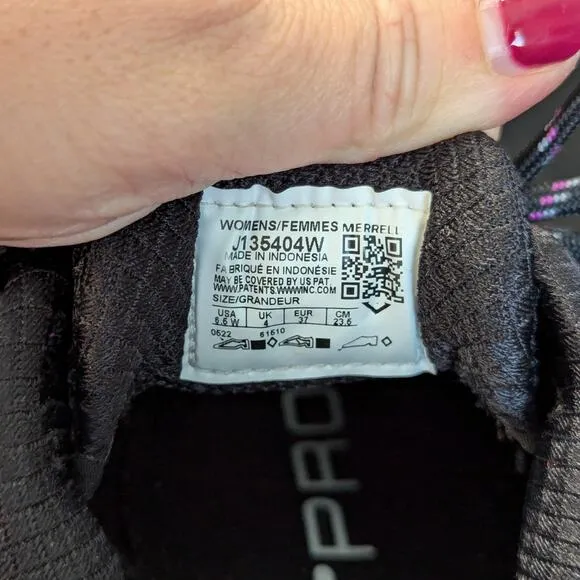 WOMENS/FEMMES MERRELL
J135404W
MADE IN INDONESIA
FABRIQUÉ EN INDONÉSIE
MAY BE COVERED BY US PAT.
WWW.PATENTS.WWWINC.COM
SIZE/GRANDEUR
USA UK EUR CM
6.5 W 4 37 23.5
0522 61510
PRO